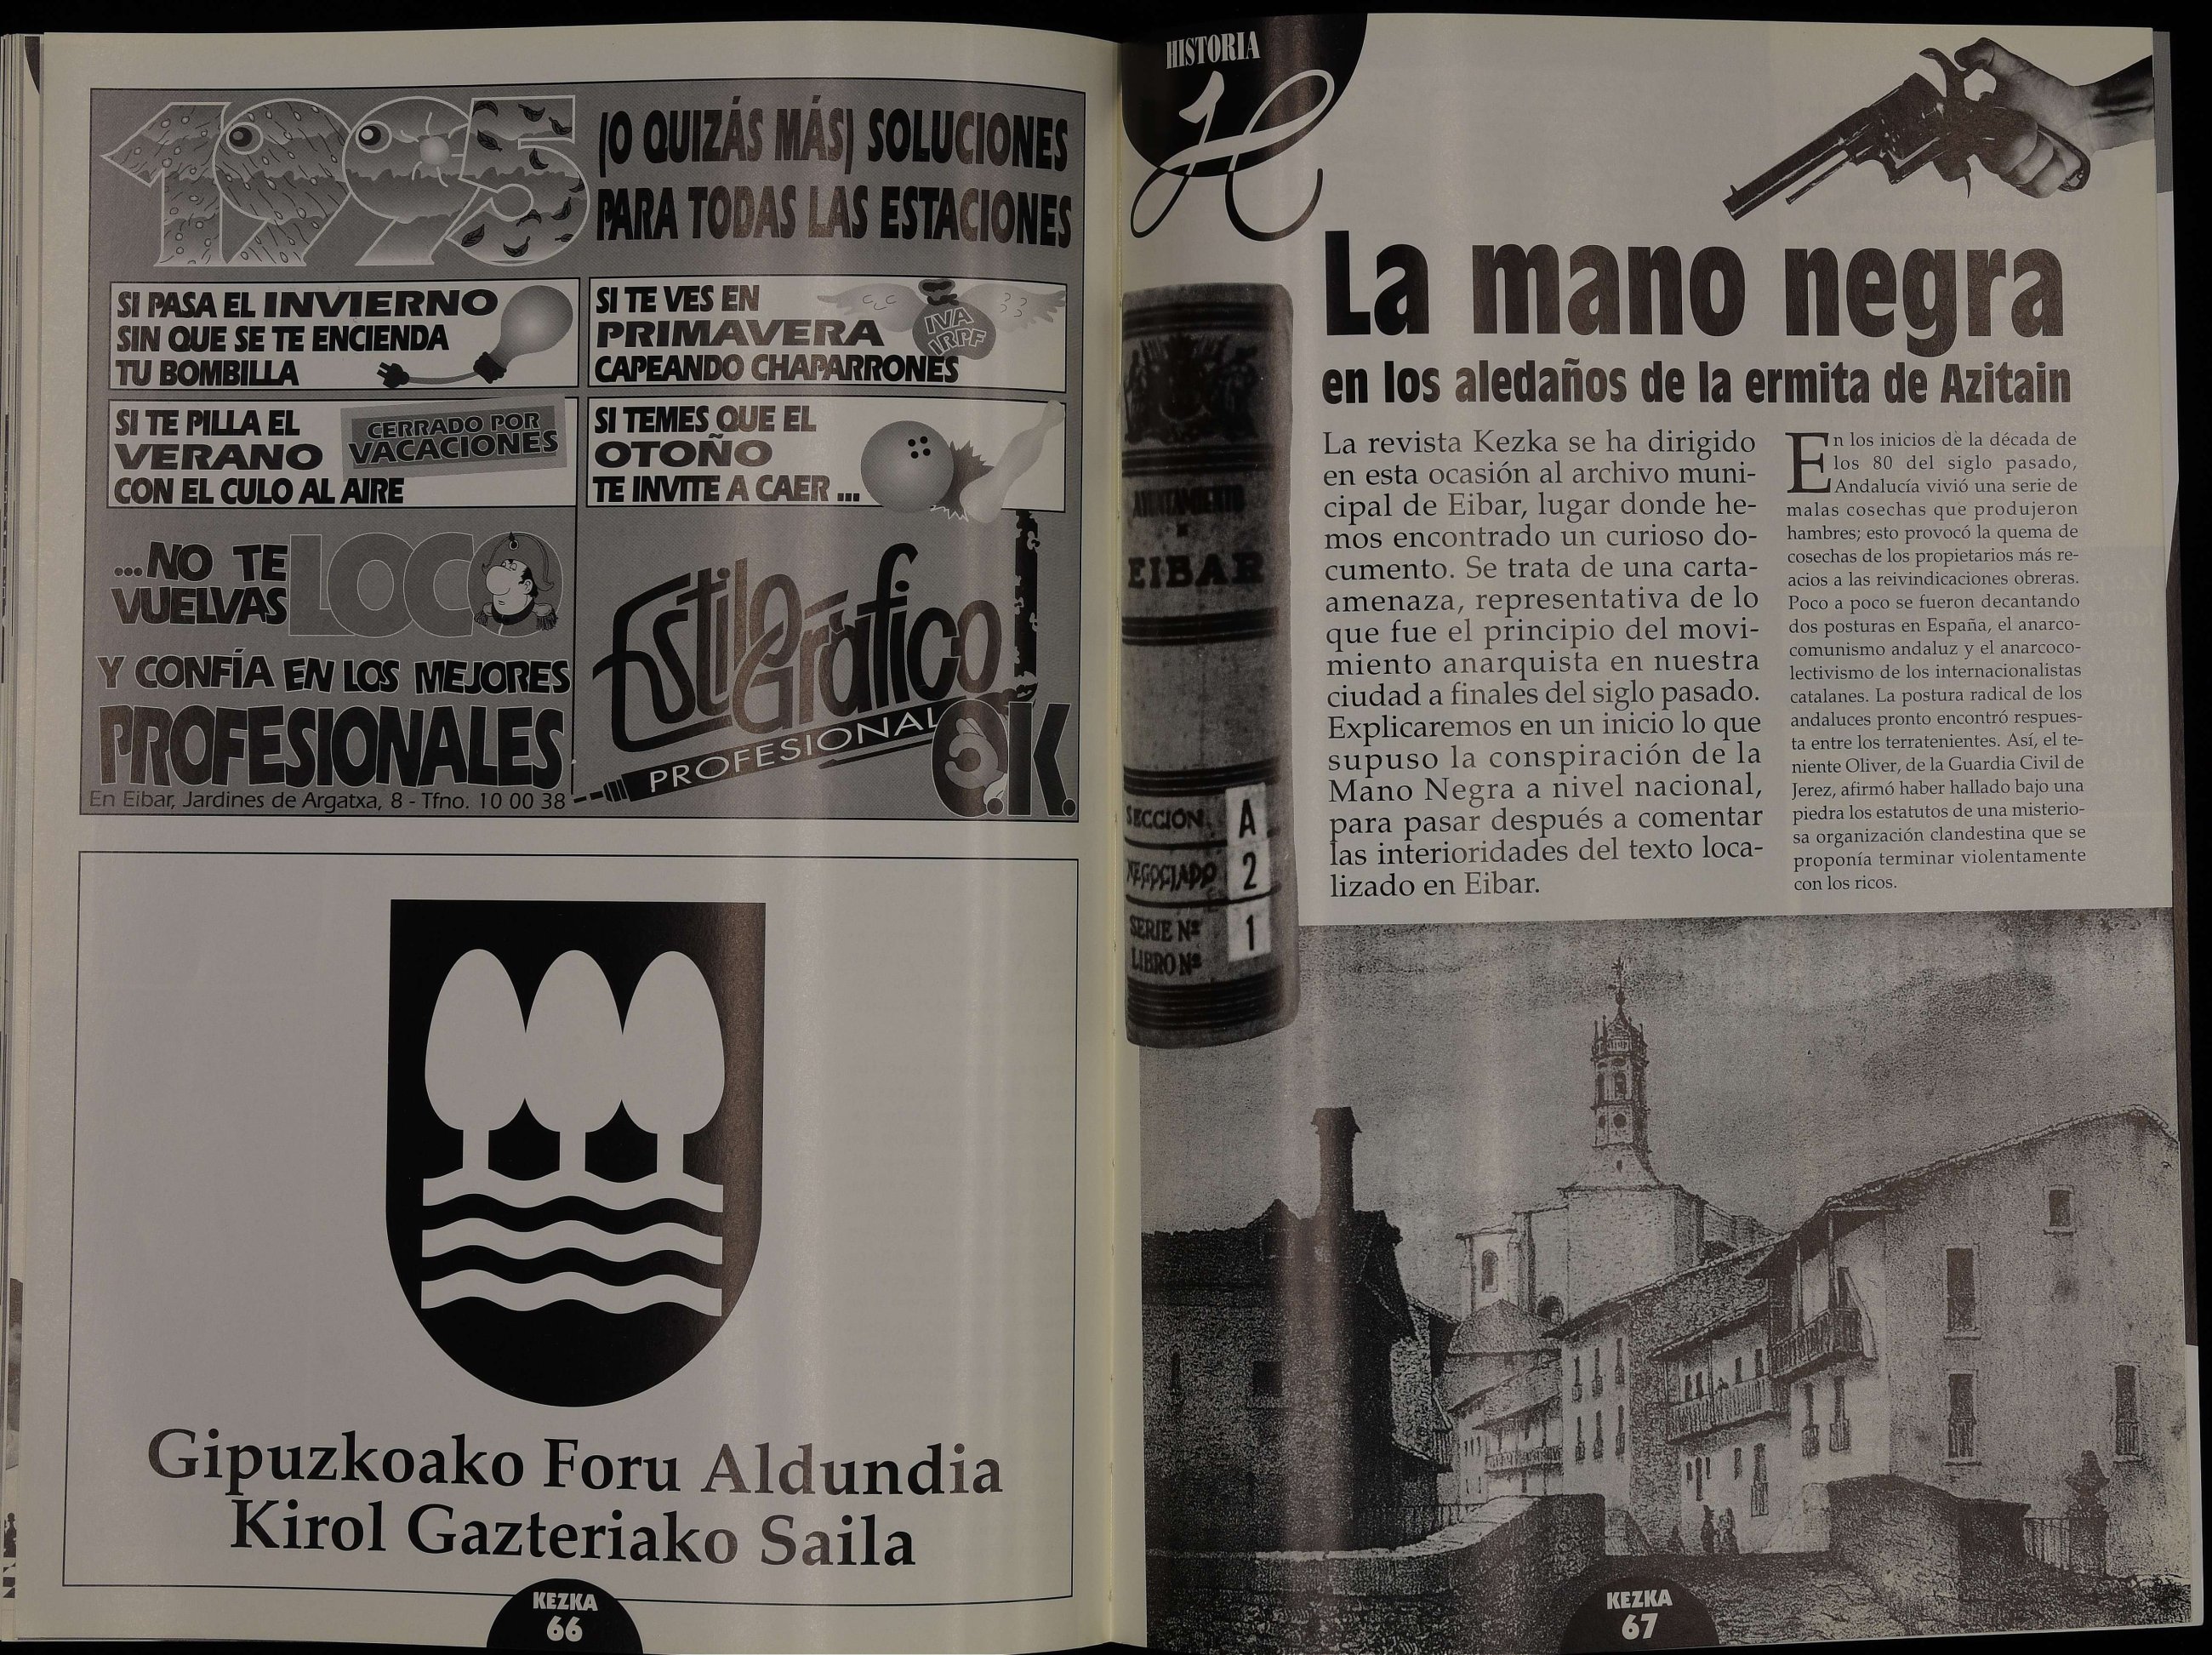 1995 (O QUIZÁS MÁS) SOLUCIONES
PARA TODAS LAS ESTACIONES
SI PASA EL INVIERNO
SIN QUE SE TE ENCIENDA
TU BOMBILLA
SI TE VES EN
PRIMAVERA
CAPEANDO CHAPARRONES
IVA
IRPF
SI TE PILLA EL
VERANO
CON EL CULO AL AIRE
CERRADO POR
VACACIONES
SI TEMES QUE EL
OTOÑO
TE INVITE A CAER ...
...NO TE
VUELVAS
LOCO
Y CONFÍA EN LOS MEJORES
PROFESIONALES
En Eibar, Jardines de Argatxa, 8 - Tfno. 10 00 38
Estilo Gráfico
PROFESIONAL
O.K.
Gipuzkoako Foru Aldundia
Kirol Gazteriako Saila
KEZKA
66
HISTORIA
H
La mano negra
en los aledaños de la ermita de Azitain
AYUNTAMIENTO
EIBAR
SECCION. A
NEGOCIADO 2
SERIE Nº 1
LIBRO Nº
La revista Kezka se ha dirigido
en esta ocasión al archivo muni-
cipal de Eibar, lugar donde he-
mos encontrado un curioso do-
cumento. Se trata de una carta-
amenaza, representativa de lo
que fue el principio del movi-
miento anarquista en nuestra
ciudad a finales del siglo pasado.
Explicaremos en un inicio lo que
supuso la conspiración de la
Mano Negra a nivel nacional,
para pasar después a comentar
las interioridades del texto loca-
lizado en Eibar.
En los inicios de la década de
los 80 del siglo pasado,
Andalucía vivió una serie de
malas cosechas que produjeron
hambres; esto provocó la quema de
cosechas de los propietarios más re-
acios a las reivindicaciones obreras.
Poco a poco se fueron decantando
dos posturas en España, el anarco-
comunismo andaluz y el anarcoco-
lectivismo de los internacionalistas
catalanes. La postura radical de los
andaluces pronto encontró respues-
ta entre los terratenientes. Así, el te-
niente Oliver, de la Guardia Civil de
Jerez, afirmó haber hallado bajo una
piedra los estatutos de una misterio-
sa organización clandestina que se
proponía terminar violentamente
con los ricos.
KEZKA
67